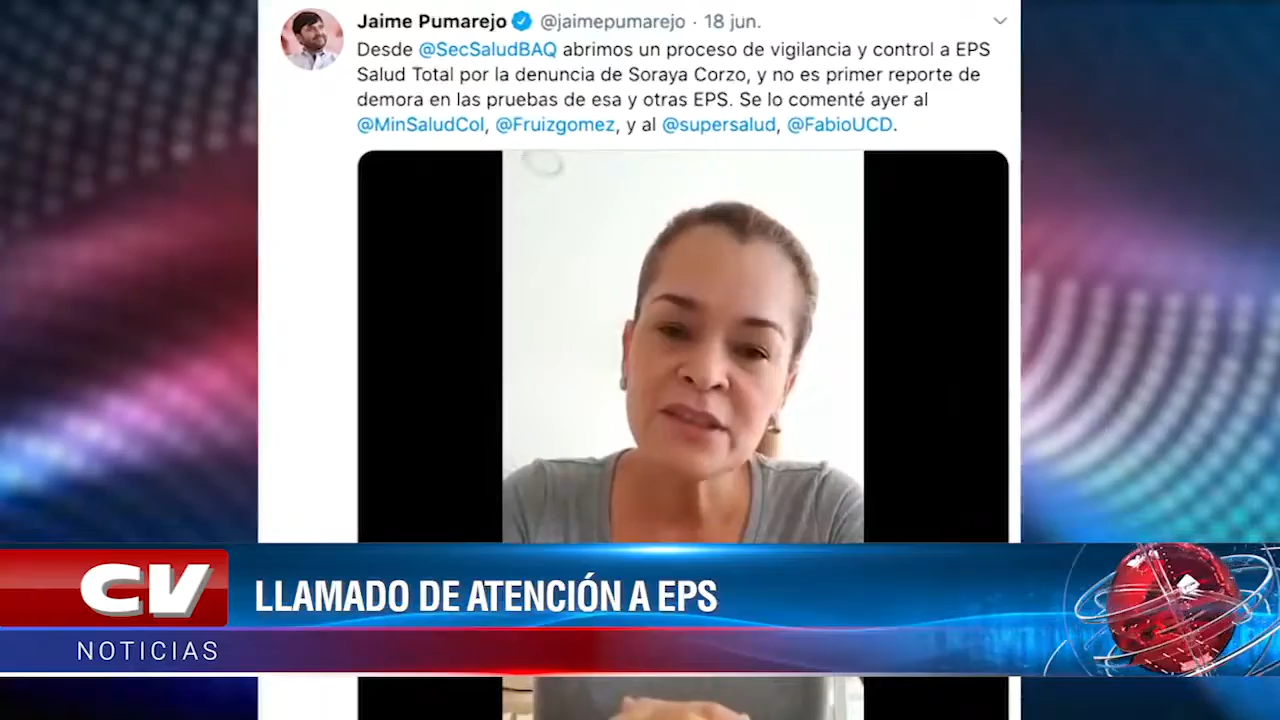 Jaime Pumarejo @jaimepumarejo · 18 jun.
Desde @SecSaludBAQ abrimos un proceso de vigilancia y control a EPS
Salud Total por la denuncia de Soraya Corzo, y no es primer reporte de
demora en las pruebas de esa y otras EPS. Se lo comenté ayer al
@MinSaludCol, @Fruizgomez, y al @supersalud, @FabioUCD.
CV
LLAMADO DE ATENCIÓN A EPS
NOTICIAS